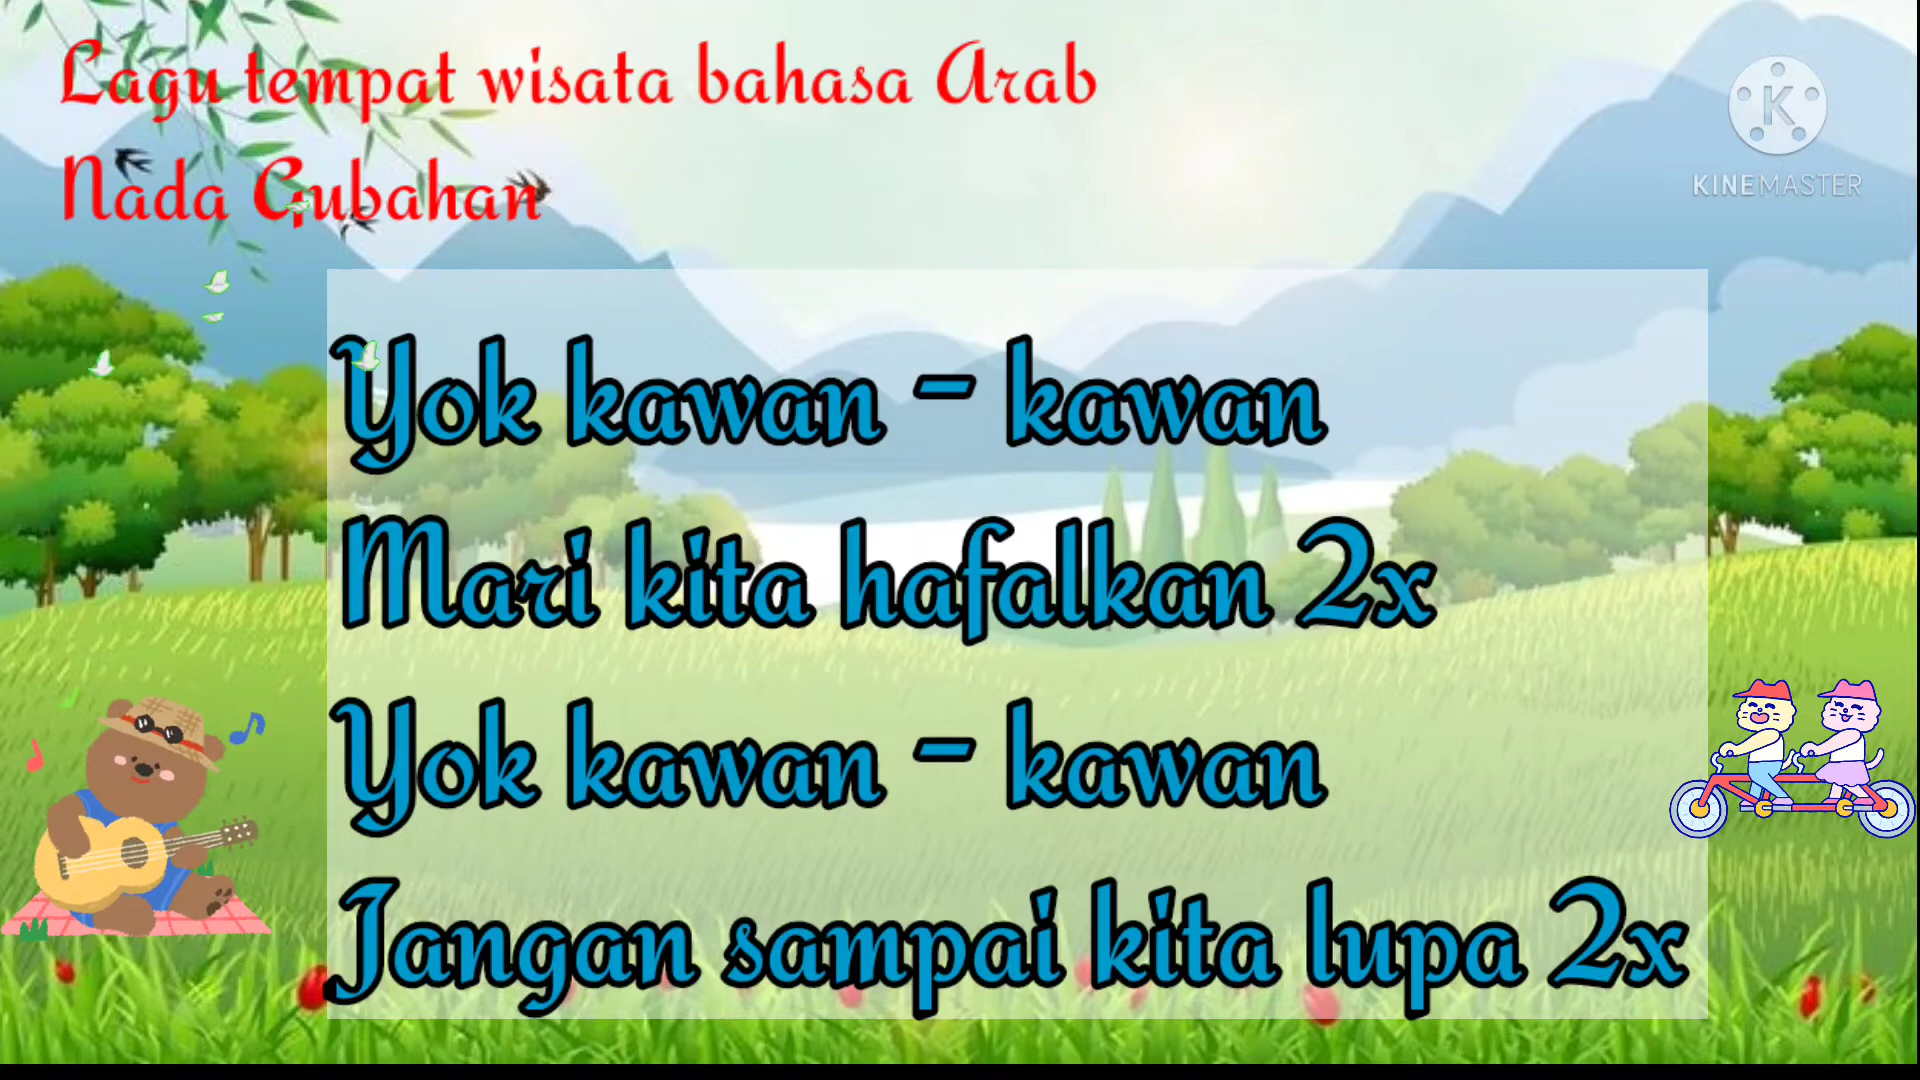 Lagu tempat wisata bahasa Arab
Nada Gubahan
K
KINEMASTER
Yok kawan - kawan
Mari kita hafalkan 2x
Yok kawan - kawan
Jangan sampai kita lupa 2x